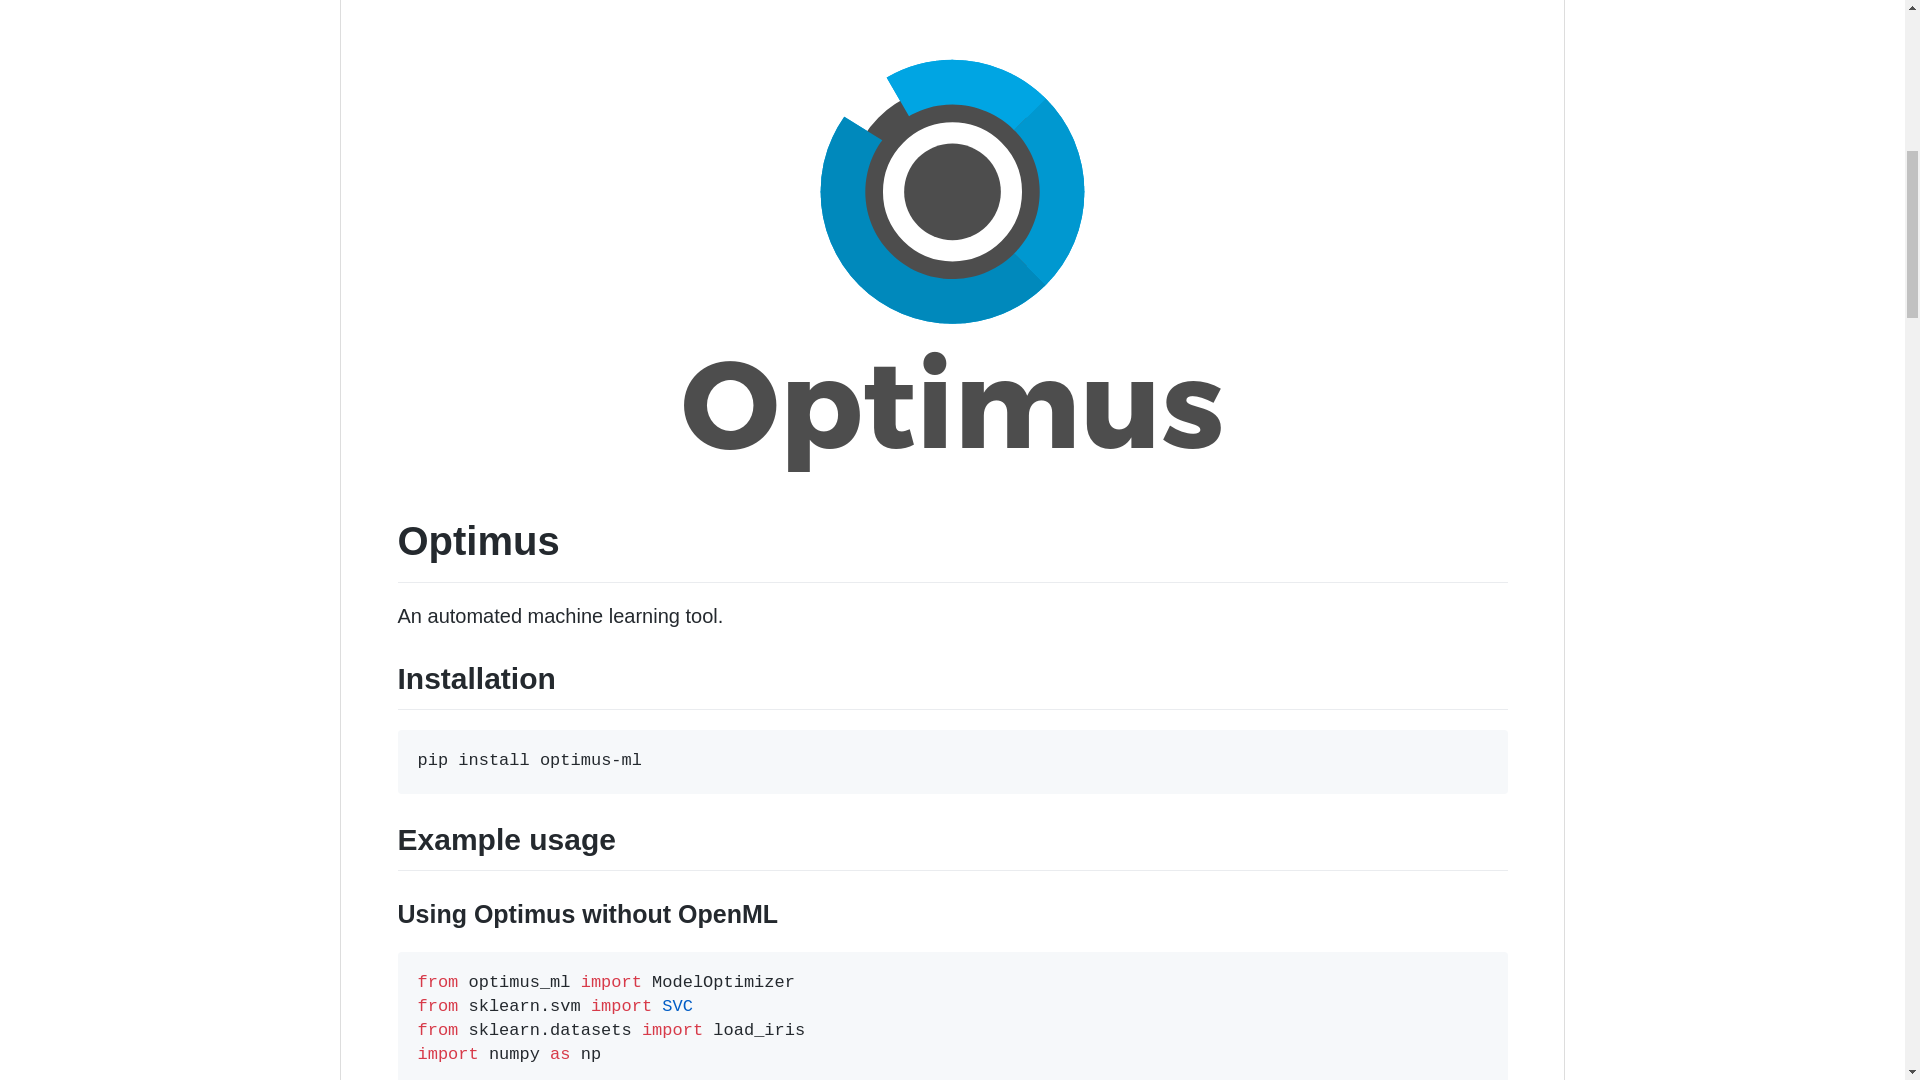 Optimus
Optimus
An automated machine learning tool.
Installation
pip install optimus-ml
Example usage
Using Optimus without OpenML
from optimus_ml import ModelOptimizer
from sklearn.svm import SVC
from sklearn.datasets import load_iris
import numpy as np